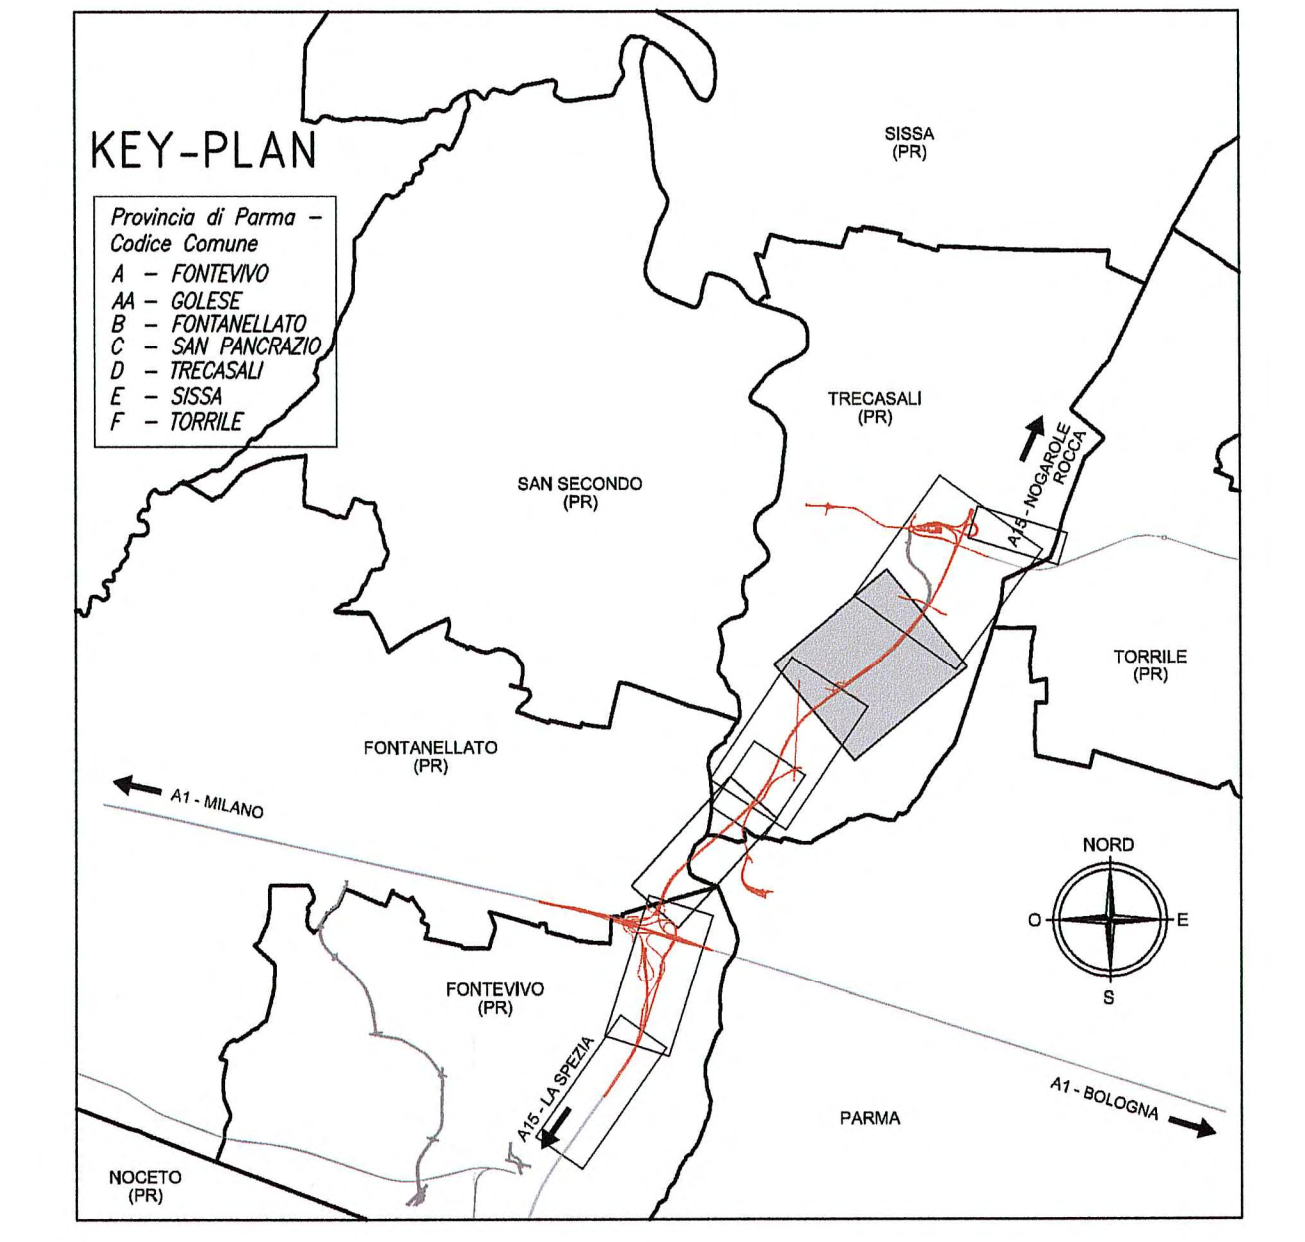 KEY-PLAN
Provincia di Parma –
Codice Comune
A – FONTEVIVO
AA – GOLESE
B – FONTANELLATO
C – SAN PANCRAZIO
D – TRECASALI
E – SISSA
F – TORRILE
SISSA
(PR)
TRECASALI
(PR)
A15 - NOGAROLE
ROCCA
SAN SECONDO
(PR)
TORRILE
(PR)
FONTANELLATO
(PR)
A1 - MILANO
NORD
O
E
S
FONTEVIVO
(PR)
A15 - LA SPEZIA
A1 - BOLOGNA
PARMA
NOCETO
(PR)